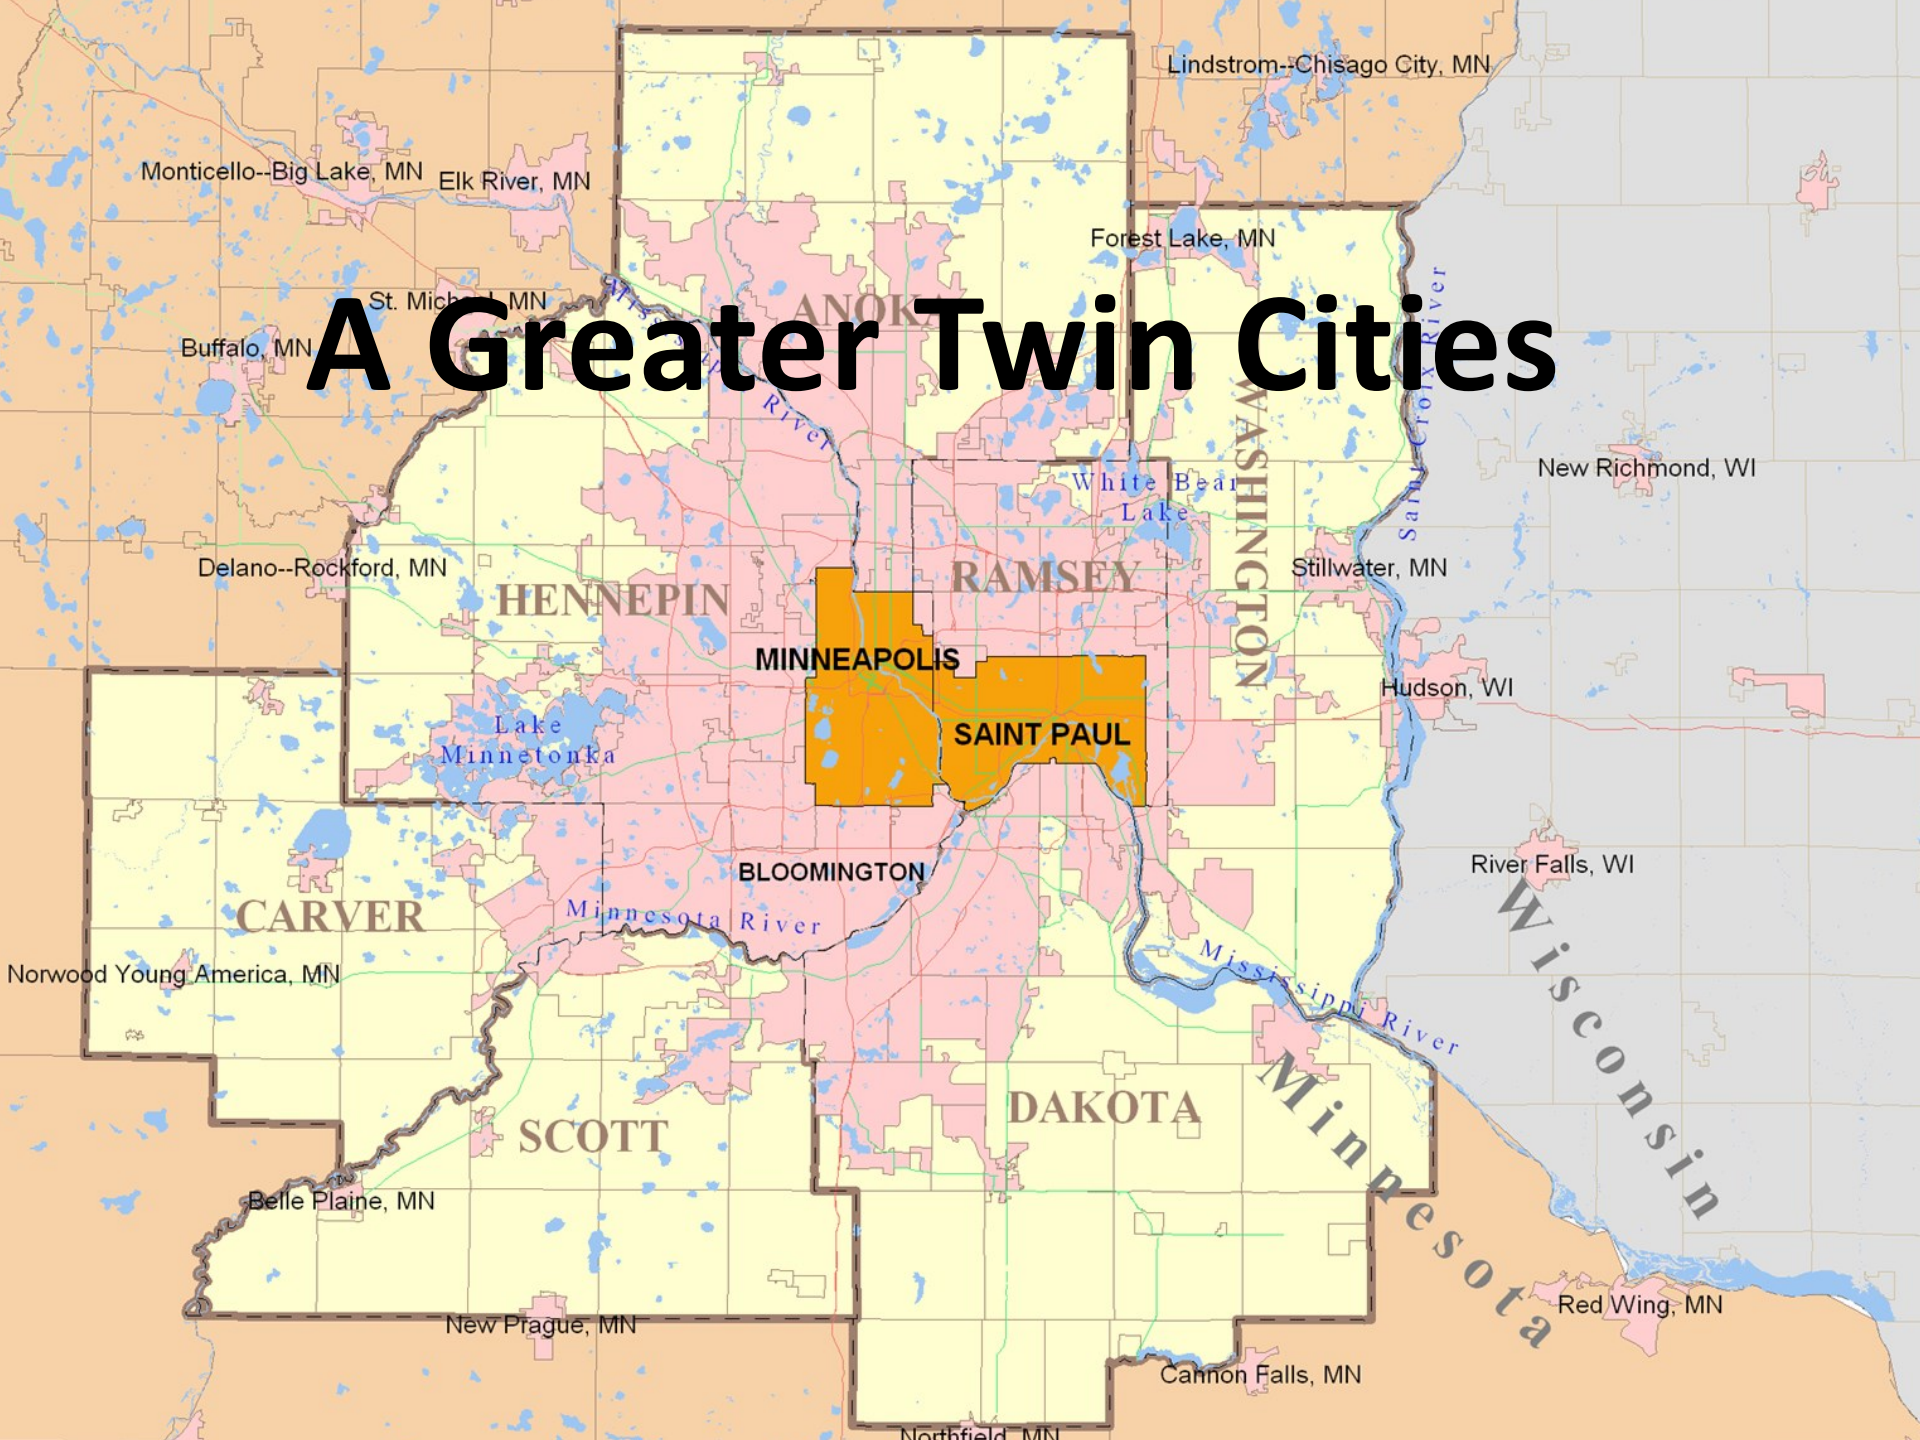 Lindstrom--Chisago City, MN
Monticello--Big Lake, MN
Elk River, MN
Forest Lake, MN
St. Michael, MN
ANOKA
A Greater Twin Cities
Buffalo, MN
Mississippi River
Saint Croix River
WASHINGTON
New Richmond, WI
White Bear
Lake
Delano--Rockford, MN
HENNEPIN
RAMSEY
Stillwater, MN
MINNEAPOLIS
Hudson, WI
Lake
Minnetonka
SAINT PAUL
BLOOMINGTON
River Falls, WI
CARVER
Minnesota River
Norwood Young America, MN
Mississippi River
Wisconsin
Minnesota
DAKOTA
SCOTT
Belle Plaine, MN
New Prague, MN
Red Wing, MN
Cannon Falls, MN
Northfield, MN